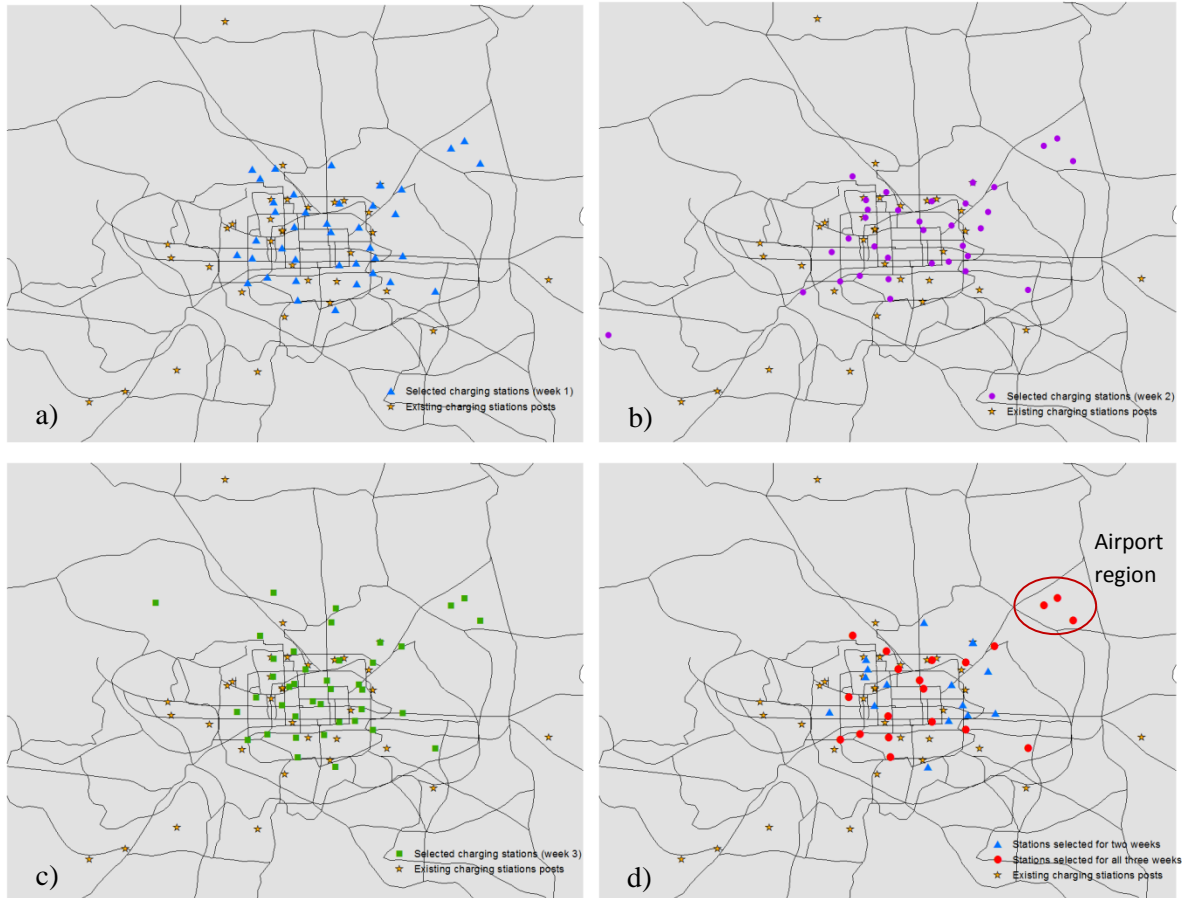 Selected charging stations (week 1)
Existing charging stiations posts
a)
Selected charging stations (week 2)
Existing charging stiations posts
b)
Airport
region
Selected charging stations (week 3)
Existing charging stiations posts
c)
Stations selected for two weeks
Stations selected for all three weeks
Existing charging stiations posts
d)